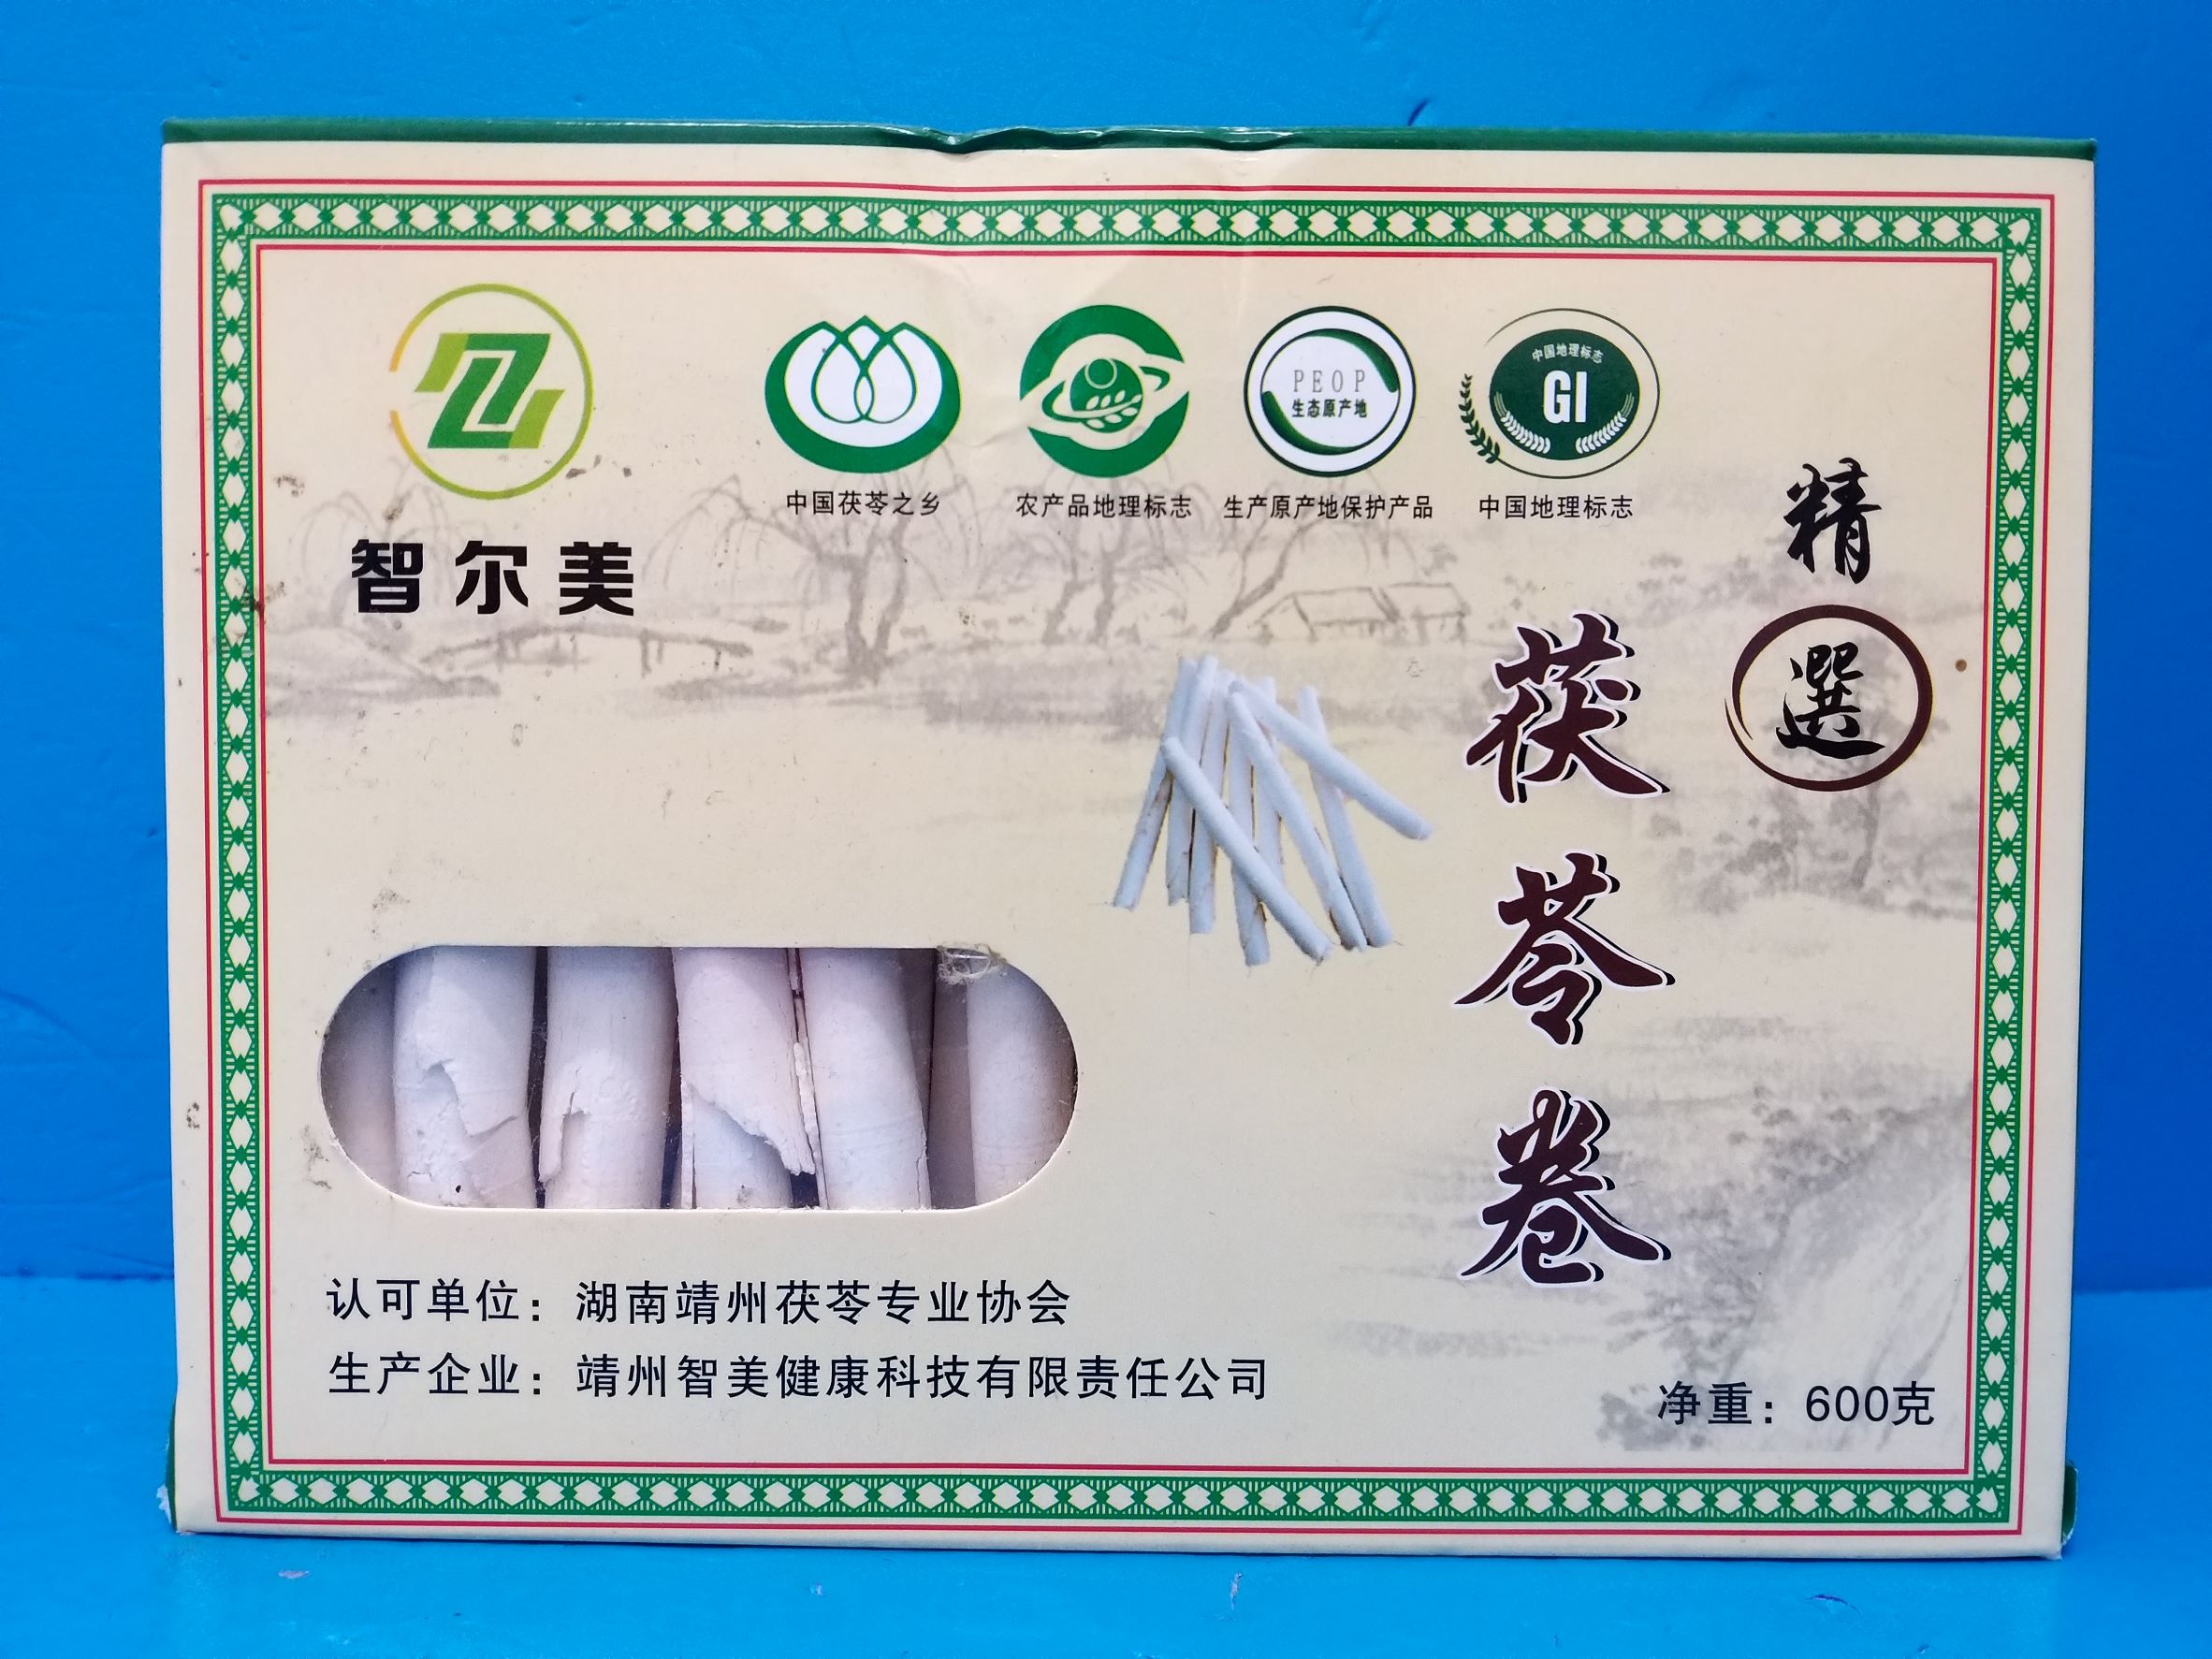 智尔美
中国茯苓之乡
农产品地理标志
PEOP
生态原产地
生产原产地保护产品
中国地理标志
GI
中国地理标志
精選
茯苓卷
认可单位：湖南靖州茯苓专业协会
生产企业：靖州智美健康科技有限责任公司
净重：600克